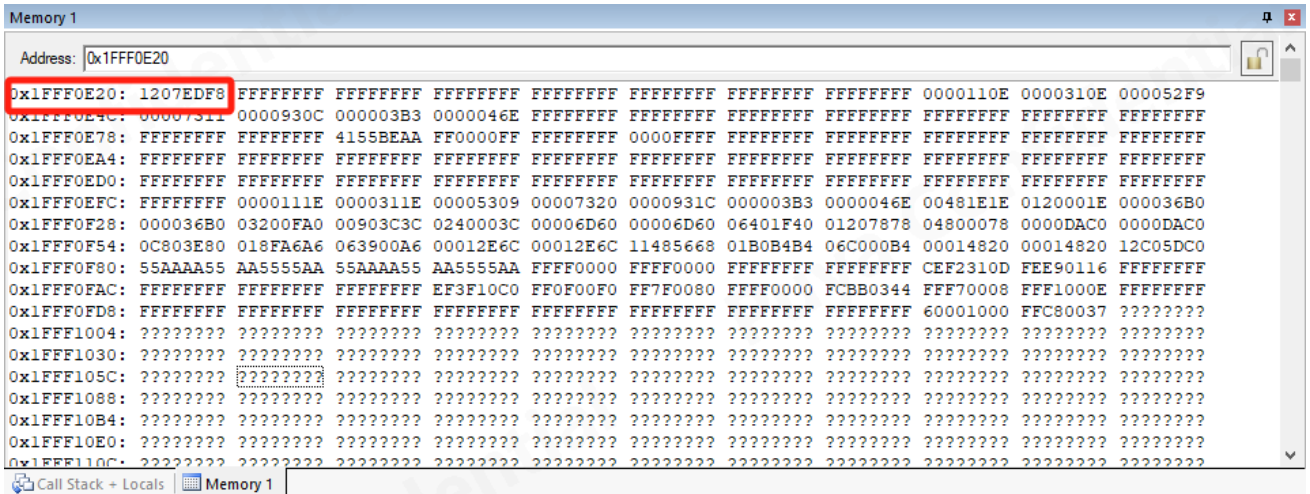 Memory 1
Address: 0x1FFF0E20
0x1FFF0E20: 1207EDF8 FFFFFFFF FFFFFFFF FFFFFFFF FFFFFFFF FFFFFFFF FFFFFFFF FFFFFFFF 0000110E 0000310E 000052F9
0x1FFF0E4C: 00007311 0000930C 000003B3 0000046E FFFFFFFF FFFFFFFF FFFFFFFF FFFFFFFF FFFFFFFF FFFFFFFF FFFFFFFF
0x1FFF0E78: FFFFFFFF FFFFFFFF 4155BEAA FF0000FF FFFFFFFF 0000FFFF FFFFFFFF FFFFFFFF FFFFFFFF FFFFFFFF FFFFFFFF
0x1FFF0EA4: FFFFFFFF FFFFFFFF FFFFFFFF FFFFFFFF FFFFFFFF FFFFFFFF FFFFFFFF FFFFFFFF FFFFFFFF FFFFFFFF FFFFFFFF
0x1FFF0ED0: FFFFFFFF FFFFFFFF FFFFFFFF FFFFFFFF FFFFFFFF FFFFFFFF FFFFFFFF FFFFFFFF FFFFFFFF FFFFFFFF FFFFFFFF
0x1FFF0EFC: FFFFFFFF 0000111E 0000311E 00005309 00007320 0000931C 000003B3 0000046E 00481E1E 0120001E 000036B0
0x1FFF0F28: 000036B0 03200FA0 00903C3C 0240003C 00006D60 00006D60 06401F40 01207878 04800078 0000DAC0 0000DAC0
0x1FFF0F54: 0C803E80 018FA6A6 063900A6 00012E6C 00012E6C 11485668 01B0B4B4 06C000B4 00014820 00014820 12C05DC0
0x1FFF0F80: 55AAAA55 AA5555AA 55AAAA55 AA5555AA FFFF0000 FFFF0000 FFFFFFFF FFFFFFFF CEF2310D FEE90116 FFFFFFFF
0x1FFF0FAC: FFFFFFFF FFFFFFFF FFFFFFFF EF3F10C0 FF0F00F0 FF7F0080 FFFF0000 FCBB0344 FFF70008 FFF1000E FFFFFFFF
0x1FFF0FD8: FFFFFFFF FFFFFFFF FFFFFFFF FFFFFFFF FFFFFFFF FFFFFFFF FFFFFFFF FFFFFFFF 60001000 FFC80037 ????????
0x1FFF1004: ???????? ???????? ???????? ???????? ???????? ???????? ???????? ???????? ???????? ???????? ????????
0x1FFF1030: ???????? ???????? ???????? ???????? ???????? ???????? ???????? ???????? ???????? ???????? ????????
0x1FFF105C: ???????? ???????? ???????? ???????? ???????? ???????? ???????? ???????? ???????? ???????? ????????
0x1FFF1088: ???????? ???????? ???????? ???????? ???????? ???????? ???????? ???????? ???????? ???????? ????????
0x1FFF10B4: ???????? ???????? ???????? ???????? ???????? ???????? ???????? ???????? ???????? ???????? ????????
0x1FFF10E0: ???????? ???????? ???????? ???????? ???????? ???????? ???????? ???????? ???????? ???????? ????????
0x1FFF110C: ???????? ???????? ???????? ???????? ???????? ???????? ???????? ???????? ???????? ???????? ????????
Call Stack + Locals Memory 1